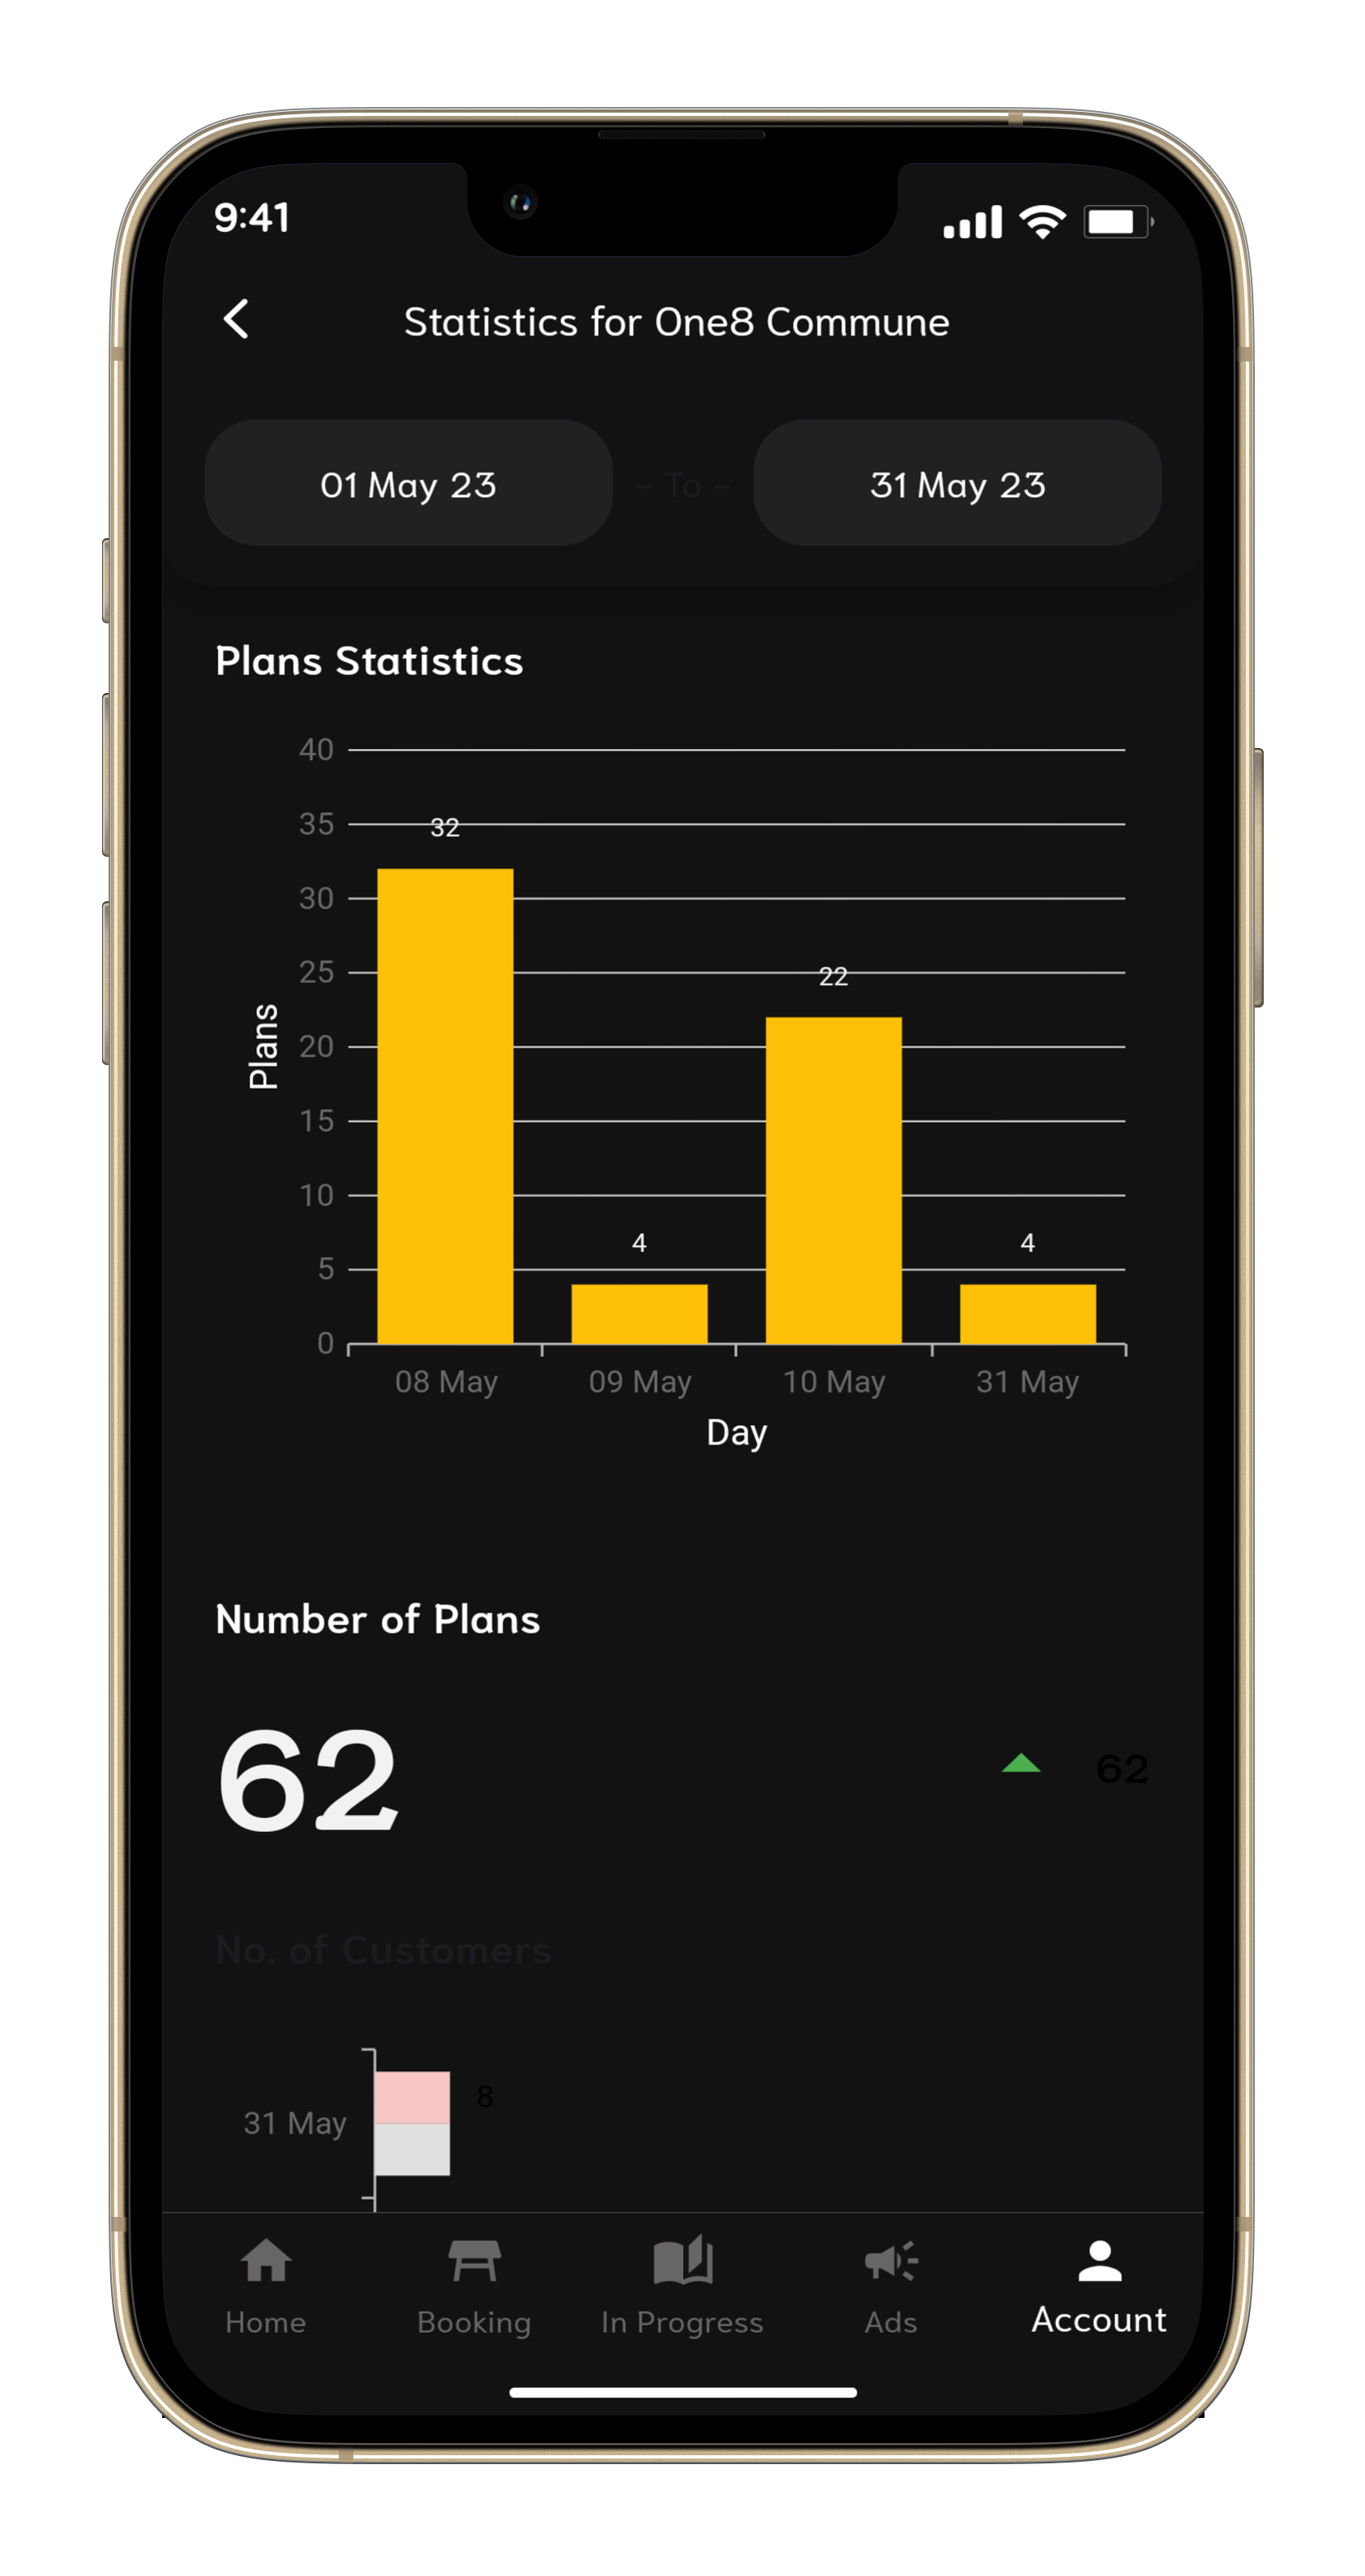 9:41
Statistics for One8 Commune
01 May 23 - To - 31 May 23
Plans Statistics
40
35
32
30
25
22
20
15
10
5
4
4
0
Plans
08 May 09 May 10 May 31 May
Day
Number of Plans
62
62
No. of Customers
31 May
8
Home Booking In Progress Ads Account